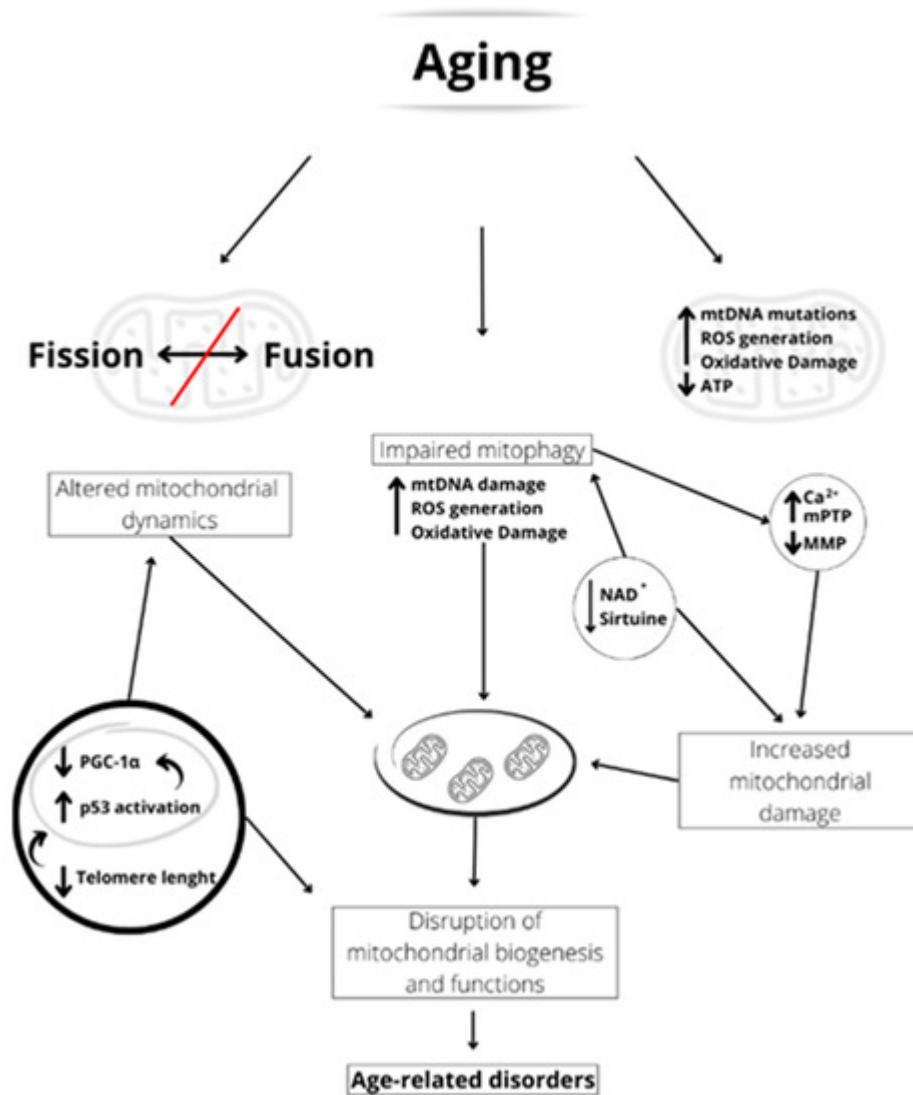 Aging
Fission
Fusion
mtDNA mutations
ROS generation
Oxidative Damage
ATP
Altered mitochondrial
dynamics
Impaired mitophagy
mtDNA damage
ROS generation
Oxidative Damage
Ca²⁺
mPTP
MMP
NAD⁺
Sirtuine
PGC-1α
p53 activation
Telomere lenght
Increased
mitochondrial
damage
Disruption of
mitochondrial biogenesis
and functions
Age-related disorders